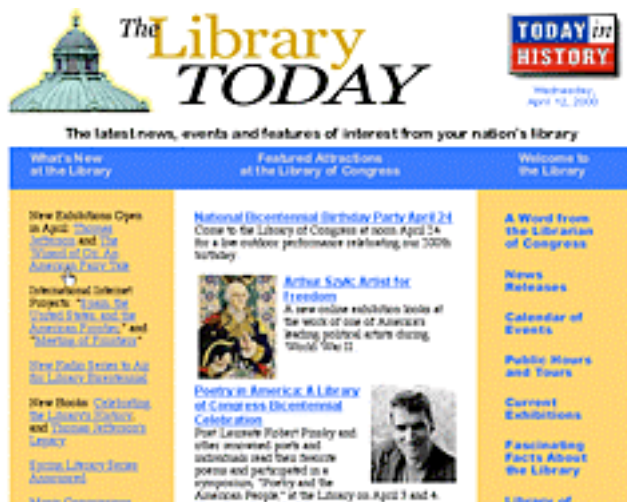 The
Library
TODAY
TODAY in
HISTORY
Wednesday,
April 12, 2000
The latest news, events and features of interest from your nation's library
What's New
at the Library
Featured Attractions
at the Library of Congress
Welcome to
the Library
New Exhibitions Open
in April: Thomas
Jefferson and The
Wizard of Oz: An
American Fairy Tale
International Internet
Projects: "Spain, the
United States, and the
American Frontier," and
"Meeting of Frontiers"
New Radio Series to Air
for Library Bicentennial
New Books: Celebrating
the Library's History,
and Thomas Jefferson's
Legacy
Spring Literary Series
Announced
National Bicentennial Birthday Party April 24
Come to the Library of Congress at noon April 24
for a live outdoor performance celebrating our 200th
birthday.
Arthur Szyk: Artist for
Freedom
A new online exhibition looks at
the work of one of America's
leading political artists during
World War II.
Poetry in America: A Library
of Congress Bicentennial
Celebration
Poet Laureate Robert Pinsky and
other renowned poets and
individuals read their favorite
poems and participated in a
symposium, "Poetry and the
American People," at the Library on April 3 and 4.
A Word from
the Librarian
of Congress
News
Releases
Calendar of
Events
Public Hours
and Tours
Current
Exhibitions
Fascinating
Facts About
the Library
Library of